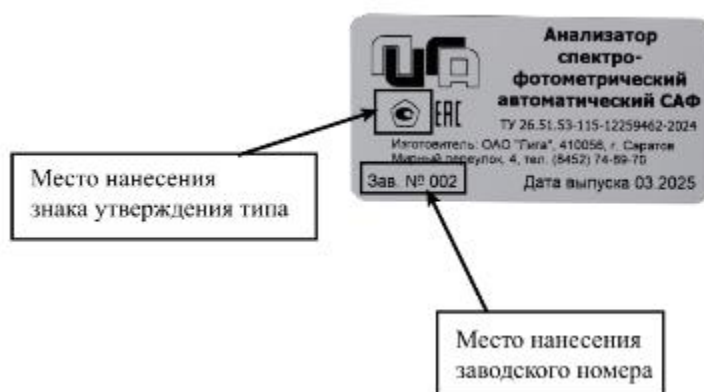 Гига
Анализатор
спектро-
фотометрический
автоматический САФ
ЕАС
ТУ 26.51.53-115-12259462-2024
Изготовитель: ОАО "Гига", 410056, г. Саратов
Мирный переулок, 4, тел. (8452) 74-69-70
Зав. № 002
Дата выпуска 03.2025
Место нанесения
знака утверждения типа
Место нанесения
заводского номера